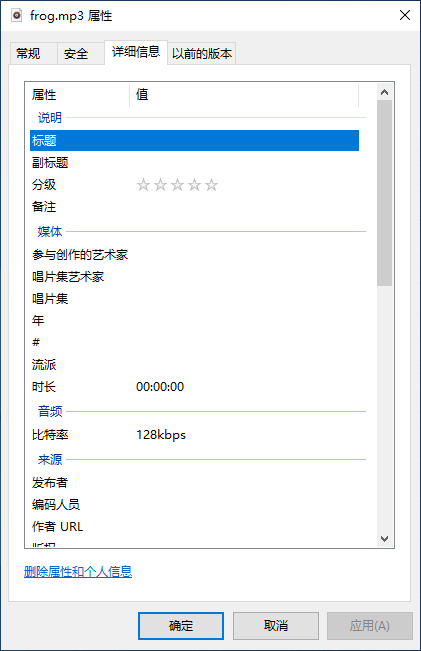 frog.mp3 属性
常规 安全 详细信息 以前的版本
属性 值
说明
标题
副标题
分级
备注
媒体
参与创作的艺术家
唱片集艺术家
唱片集
年
#
流派
时长 00:00:00
音频
比特率 128kbps
来源
发布者
编码人员
作者 URL
版权
删除属性和个人信息
确定 取消 应用(A)